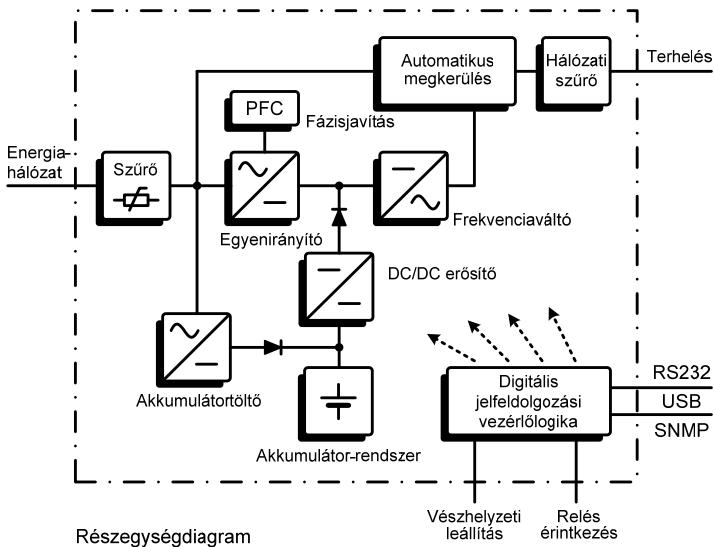 Automatikus
megkerülés
Hálózati
szűrő
Terhelés
PFC
Fázisjavítás
Energia-
hálózat
Szűrő
Egyenirányító
Frekvenciaváltó
DC/DC erősítő
Akkumulátortöltő
Akkumulátor-rendszer
Digitális
jelfeldolgozási
vezérlőlogika
RS232
USB
SNMP
Vészhelyzeti
leállítás
Relés
érintkezés
Részegységdiagram